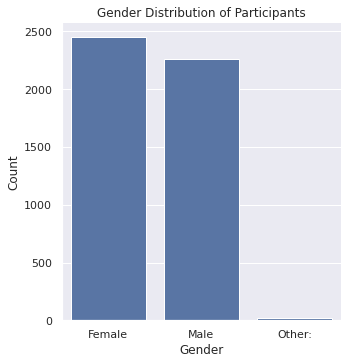 Gender Distribution of Participants
2500
2000
1500
1000
500
0
Count
Female Male Other:
Gender